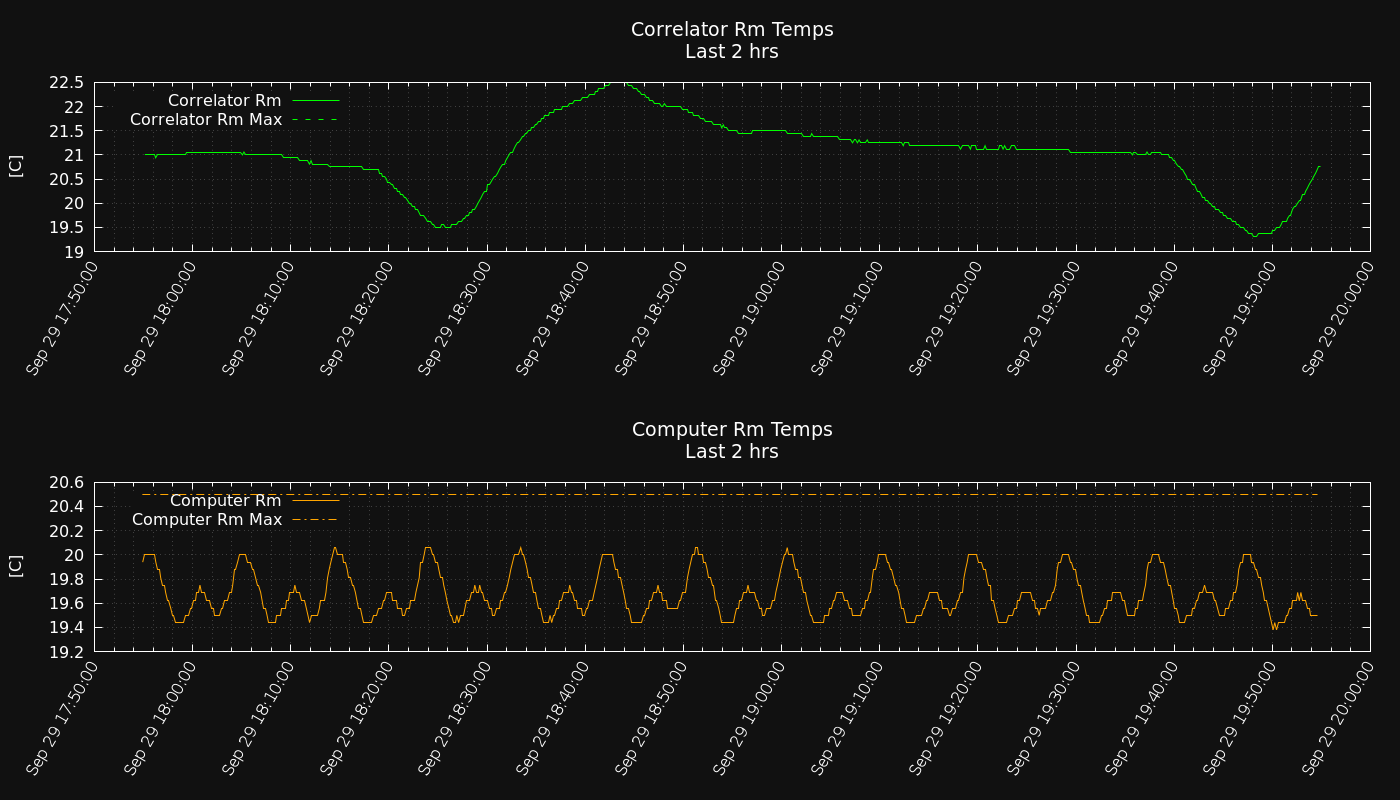 Correlator Rm Temps
Last 2 hrs
22.5
22
21.5
21
20.5
20
19.5
19
[C]
Correlator Rm
Correlator Rm Max
Sep 29 17:50:00
Sep 29 18:00:00
Sep 29 18:10:00
Sep 29 18:20:00
Sep 29 18:30:00
Sep 29 18:40:00
Sep 29 18:50:00
Sep 29 19:00:00
Sep 29 19:10:00
Sep 29 19:20:00
Sep 29 19:30:00
Sep 29 19:40:00
Sep 29 19:50:00
Sep 29 20:00:00
Computer Rm Temps
Last 2 hrs
20.6
20.4
20.2
20
19.8
19.6
19.4
19.2
[C]
Computer Rm
Computer Rm Max
Sep 29 17:50:00
Sep 29 18:00:00
Sep 29 18:10:00
Sep 29 18:20:00
Sep 29 18:30:00
Sep 29 18:40:00
Sep 29 18:50:00
Sep 29 19:00:00
Sep 29 19:10:00
Sep 29 19:20:00
Sep 29 19:30:00
Sep 29 19:40:00
Sep 29 19:50:00
Sep 29 20:00:00